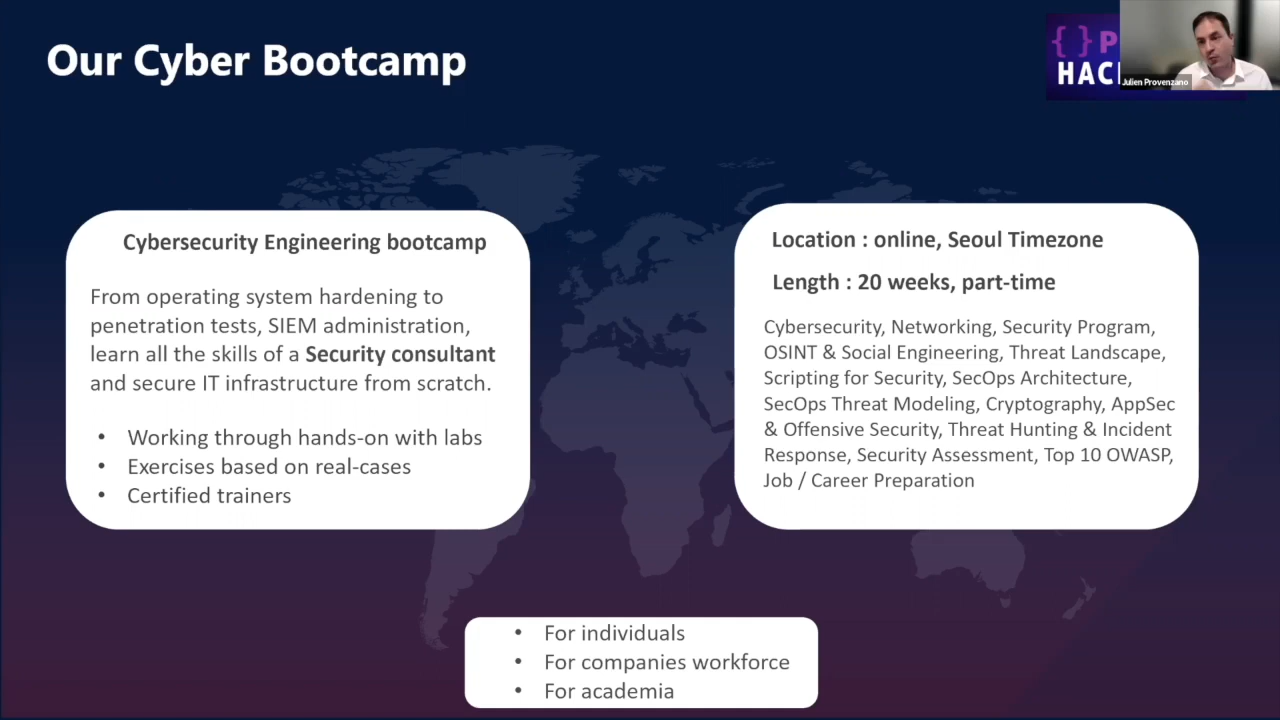 Our Cyber Bootcamp
{ } P
HAC
Julien Provenzano
Cybersecurity Engineering bootcamp
From operating system hardening to
penetration tests, SIEM administration,
learn all the skills of a Security consultant
and secure IT infrastructure from scratch.
• Working through hands-on with labs
• Exercises based on real-cases
• Certified trainers
Location : online, Seoul Timezone
Length : 20 weeks, part-time
Cybersecurity, Networking, Security Program,
OSINT & Social Engineering, Threat Landscape,
Scripting for Security, SecOps Architecture,
SecOps Threat Modeling, Cryptography, AppSec
& Offensive Security, Threat Hunting & Incident
Response, Security Assessment, Top 10 OWASP,
Job / Career Preparation
• For individuals
• For companies workforce
• For academia